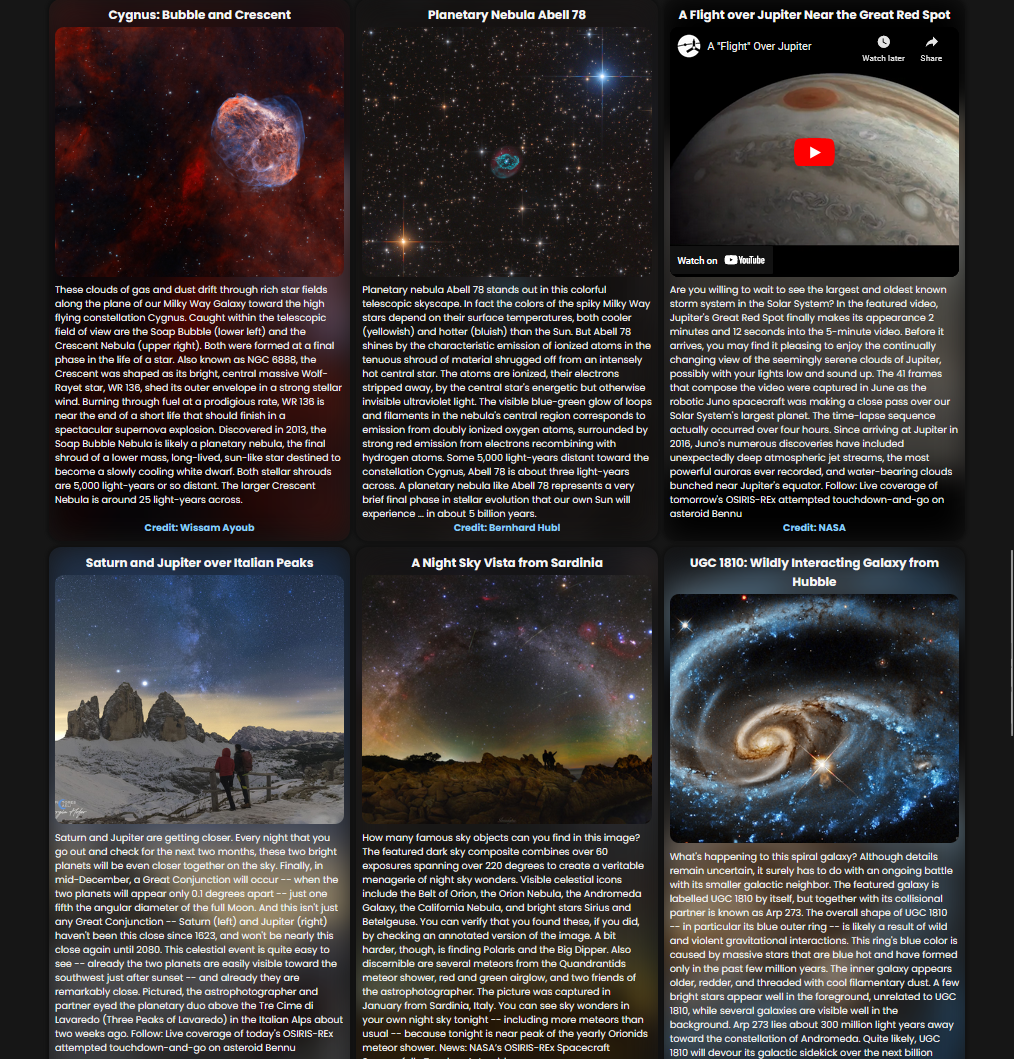 Cygnus: Bubble and Crescent
These clouds of gas and dust drift through rich star fields
along the plane of our Milky Way Galaxy toward the high
flying constellation Cygnus. Caught within the telescopic
field of view are the Soap Bubble (lower left) and the
Crescent Nebula (upper right). Both were formed at a final
phase in the life of a star. Also known as NGC 6888, the
Crescent was shaped as its bright, central massive Wolf-
Rayet star, WR 136, shed its outer envelope in a strong stellar
wind. Burning through fuel at a prodigious rate, WR 136 is
near the end of a short life that should finish in a
spectacular supernova explosion. Discovered in 2013, the
Soap Bubble Nebula is likely a planetary nebula, the final
shroud of a lower mass, long-lived, sun-like star destined to
become a slowly cooling white dwarf. Both stellar shrouds
are 5,000 light-years or so distant. The larger Crescent
Nebula is around 25 light-years across.
Credit: Wissam Ayoub
Planetary Nebula Abell 78
Planetary nebula Abell 78 stands out in this colorful
telescopic skyscape. In fact the colors of the spiky Milky Way
stars depend on their surface temperatures, both cooler
(yellowish) and hotter (bluish) than the Sun. But Abell 78
shines by the characteristic emission of ionized atoms in the
tenuous shroud of material shrugged off from an intensely
hot central star. The atoms are ionized, their electrons
stripped away, by the central star's energetic but otherwise
invisible ultraviolet light. The visible blue-green glow of loops
and filaments in the nebula's central region corresponds to
emission from doubly ionized oxygen atoms, surrounded by
strong red emission from electrons recombining with
hydrogen atoms. Some 5,000 light-years distant toward the
constellation Cygnus, Abell 78 is about three light-years
across. A planetary nebula like Abell 78 represents a very
brief final phase in stellar evolution that our own Sun will
experience ... in about 5 billion years.
Credit: Bernhard Hubl
A Flight over Jupiter Near the Great Red Spot
A "Flight" Over Jupiter
Watch later
Share
Watch on YouTube
Are you willing to wait to see the largest and oldest known
storm system in the Solar System? In the featured video,
Jupiter's Great Red Spot finally makes its appearance 2
minutes and 12 seconds into the 5-minute video. Before it
arrives, you may find it pleasing to enjoy the continually
changing view of the seemingly serene clouds of Jupiter,
possibly with your lights low and sound up. The 41 frames
that compose the video were captured in June as the
robotic Juno spacecraft was making a close pass over our
Solar System's largest planet. The time-lapse sequence
actually occurred over four hours. Since arriving at Jupiter in
2016, Juno's numerous discoveries have included
unexpectedly deep atmospheric jet streams, the most
powerful auroras ever recorded, and water-bearing clouds
bunched near Jupiter's equator. Follow: Live coverage of
tomorrow's OSIRIS-REx attempted touchdown-and-go on
asteroid Bennu
Credit: NASA
Saturn and Jupiter over Italian Peaks
Saturn and Jupiter are getting closer. Every night that you
go out and check for the next two months, these two bright
planets will be even closer together on the sky. Finally, in
mid-December, a Great Conjunction will occur -- when the
two planets will appear only 0.1 degrees apart -- just one
fifth the angular diameter of the full Moon. And this isn't just
any Great Conjunction -- Saturn (left) and Jupiter (right)
haven't been this close since 1623, and won't be nearly this
close again until 2080. This celestial event is quite easy to
see -- already the two planets are easily visible toward the
southwest just after sunset -- and already they are
remarkably close. Pictured, the astrophotographer and
partner eyed the planetary duo above the Tre Cime di
Lavaredo (Three Peaks of Lavaredo) in the Italian Alps about
two weeks ago. Follow: Live coverage of today's OSIRIS-REx
attempted touchdown-and-go on asteroid Bennu
A Night Sky Vista from Sardinia
How many famous sky objects can you find in this image?
The featured dark sky composite combines over 60
exposures spanning over 220 degrees to create a veritable
menagerie of night sky wonders. Visible celestial icons
include the Belt of Orion, the Orion Nebula, the Andromeda
Galaxy, the California Nebula, and bright stars Sirius and
Betelgeuse. You can verify that you found these, if you did,
by checking an annotated version of the image. A bit
harder, though, is finding Polaris and the Big Dipper. Also
discernible are several meteors from the Quandrantids
meteor shower, red and green airglow, and two friends of
the astrophotographer. The picture was captured in
January from Sardinia, Italy. You can see sky wonders in
your own night sky tonight -- including more meteors than
usual -- because tonight is near peak of the yearly Orionids
meteor shower. News: NASA's OSIRIS-REx Spacecraft
UGC 1810: Wildly Interacting Galaxy from
Hubble
What's happening to this spiral galaxy? Although details
remain uncertain, it surely has to do with an ongoing battle
with its smaller galactic neighbor. The featured galaxy is
labelled UGC 1810 by itself, but together with its collisional
partner is known as Arp 273. The overall shape of UGC 1810
-- in particular its blue outer ring -- is likely a result of wild
and violent gravitational interactions. This ring's blue color is
caused by massive stars that are blue hot and have formed
only in the past few million years. The inner galaxy appears
older, redder, and threaded with cool filamentary dust. A few
bright stars appear well in the foreground, unrelated to UGC
1810, while several galaxies are visible well in the
background. Arp 273 lies about 300 million light years away
toward the constellation of Andromeda. Quite likely, UGC
1810 will devour its galactic sidekick over the next billion